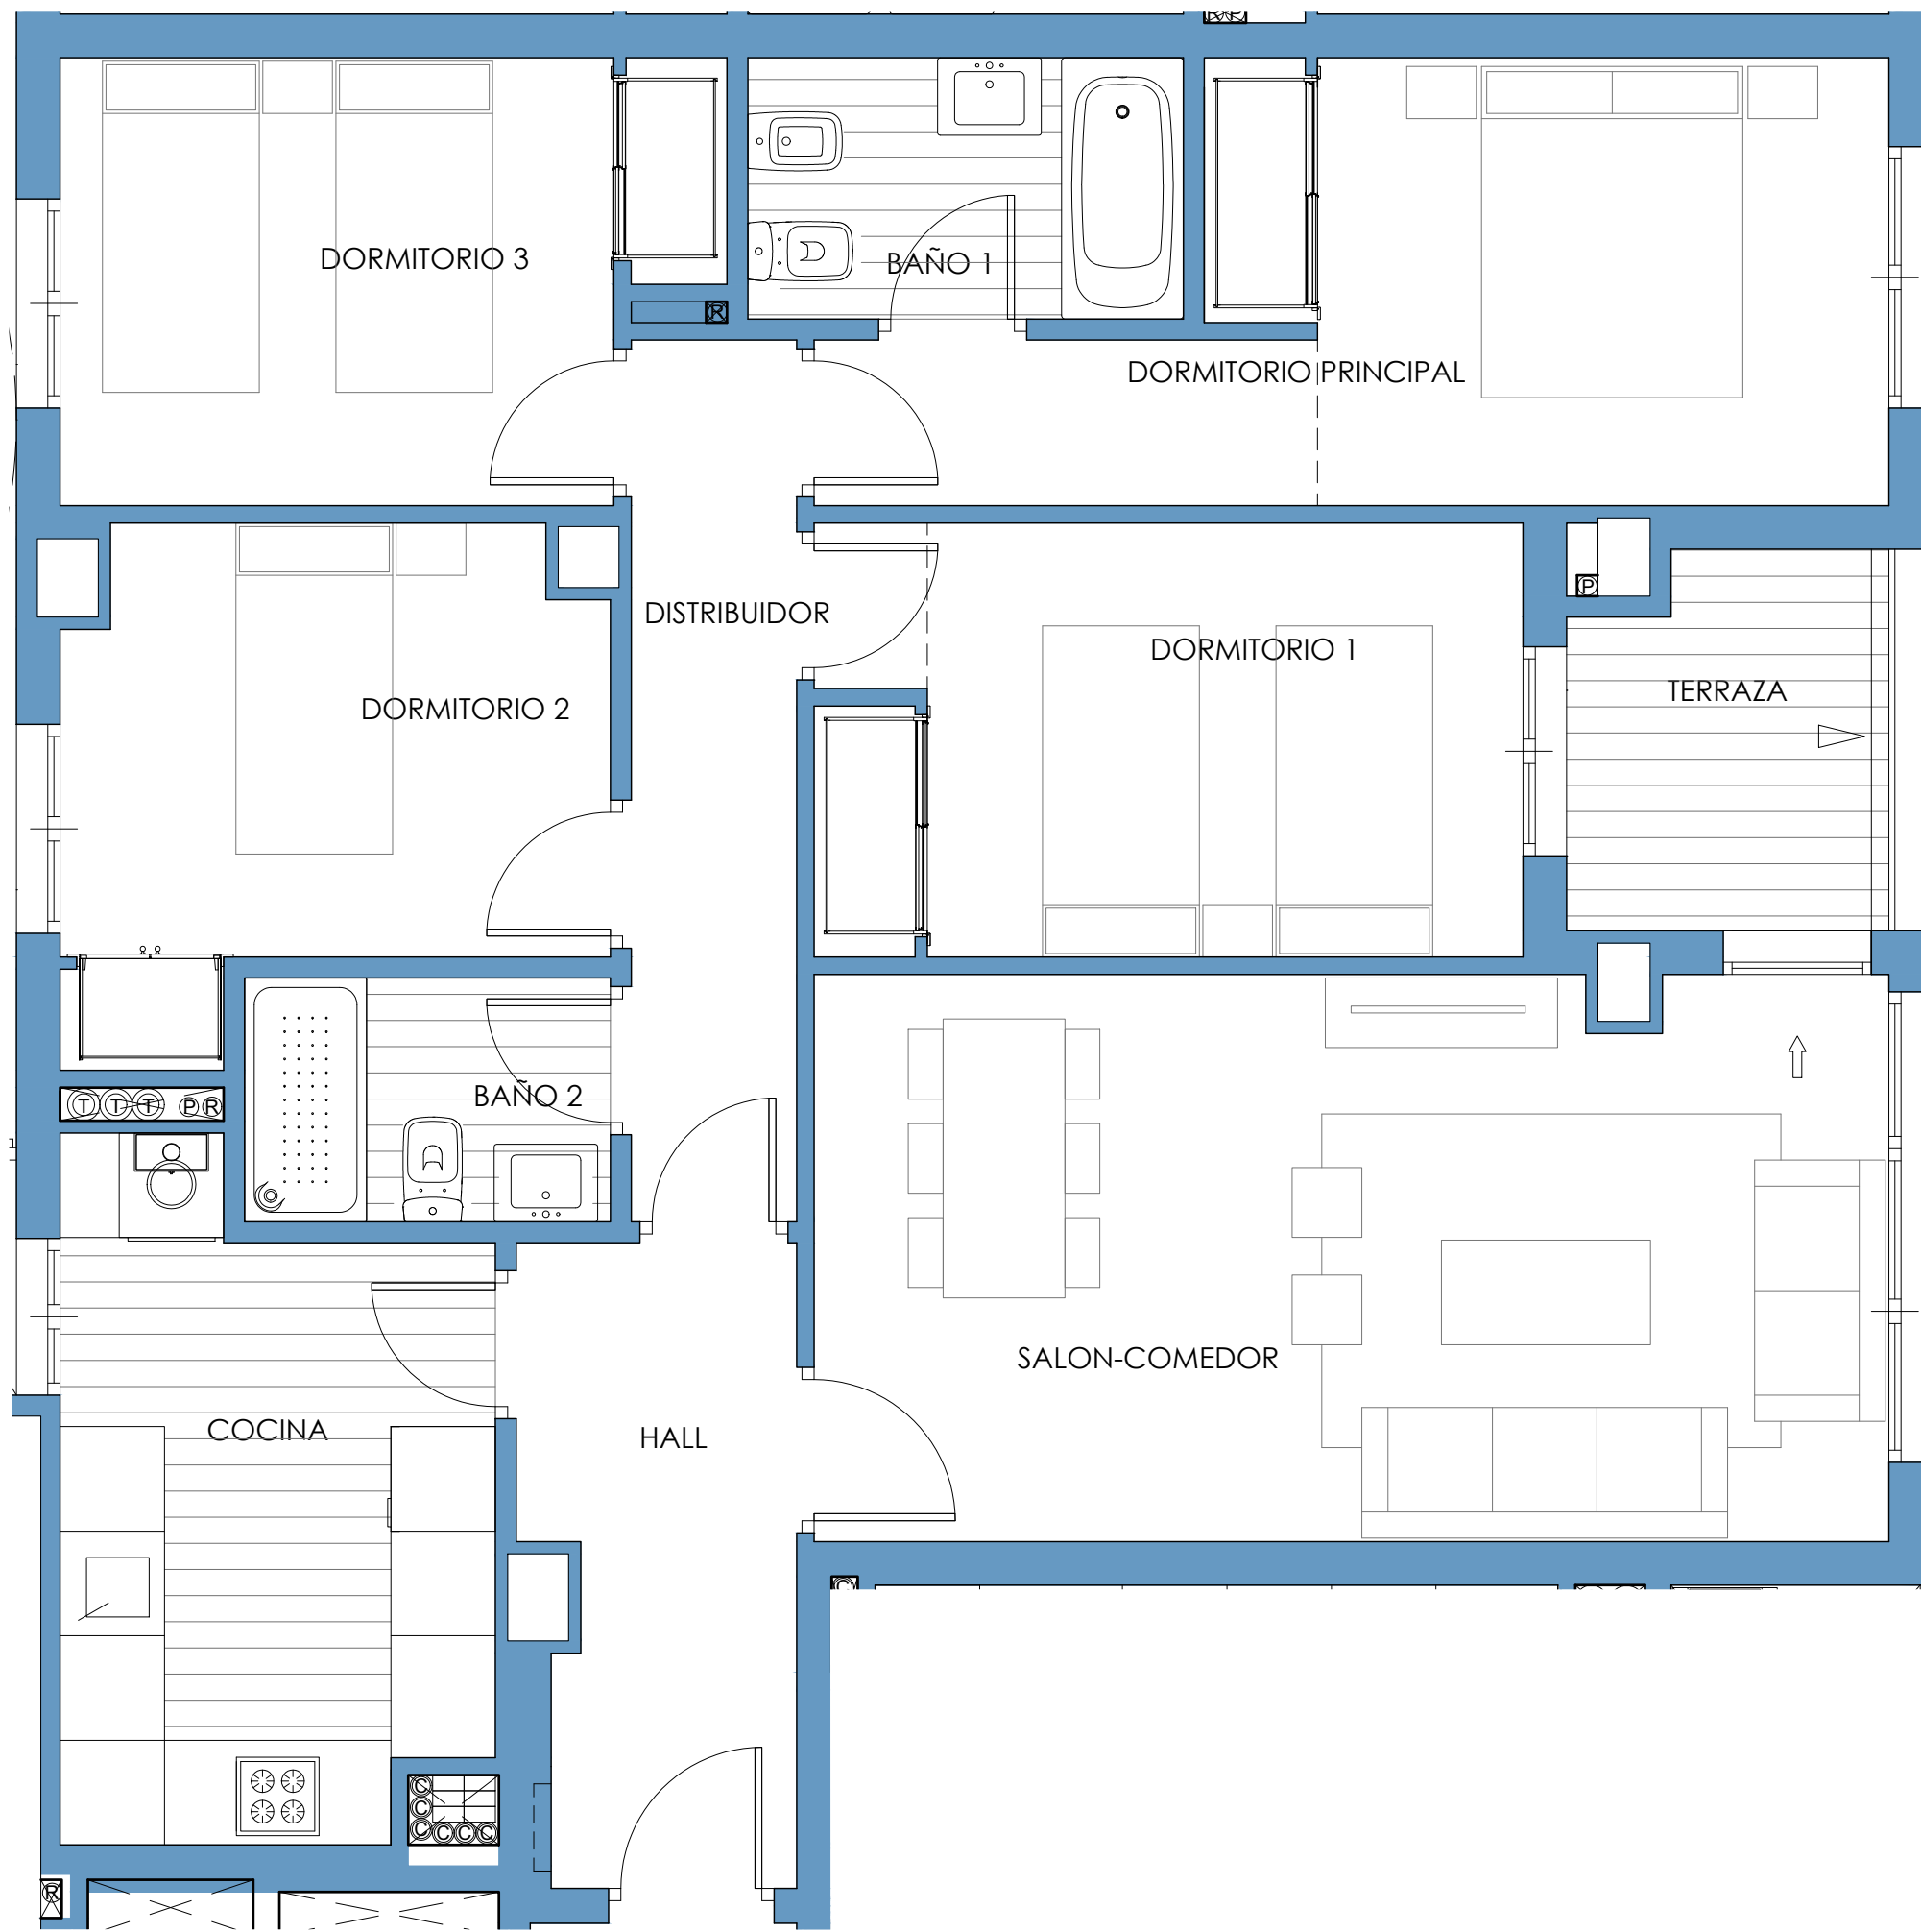 R P
DORMITORIO 3
BAÑO 1
R
DORMITORIO PRINCIPAL
P
DISTRIBUIDOR
DORMITORIO 1
TERRAZA
DORMITORIO 2
BAÑO 2
T T T P R
SALON-COMEDOR
COCINA
HALL
C
C
C
C C C C
R